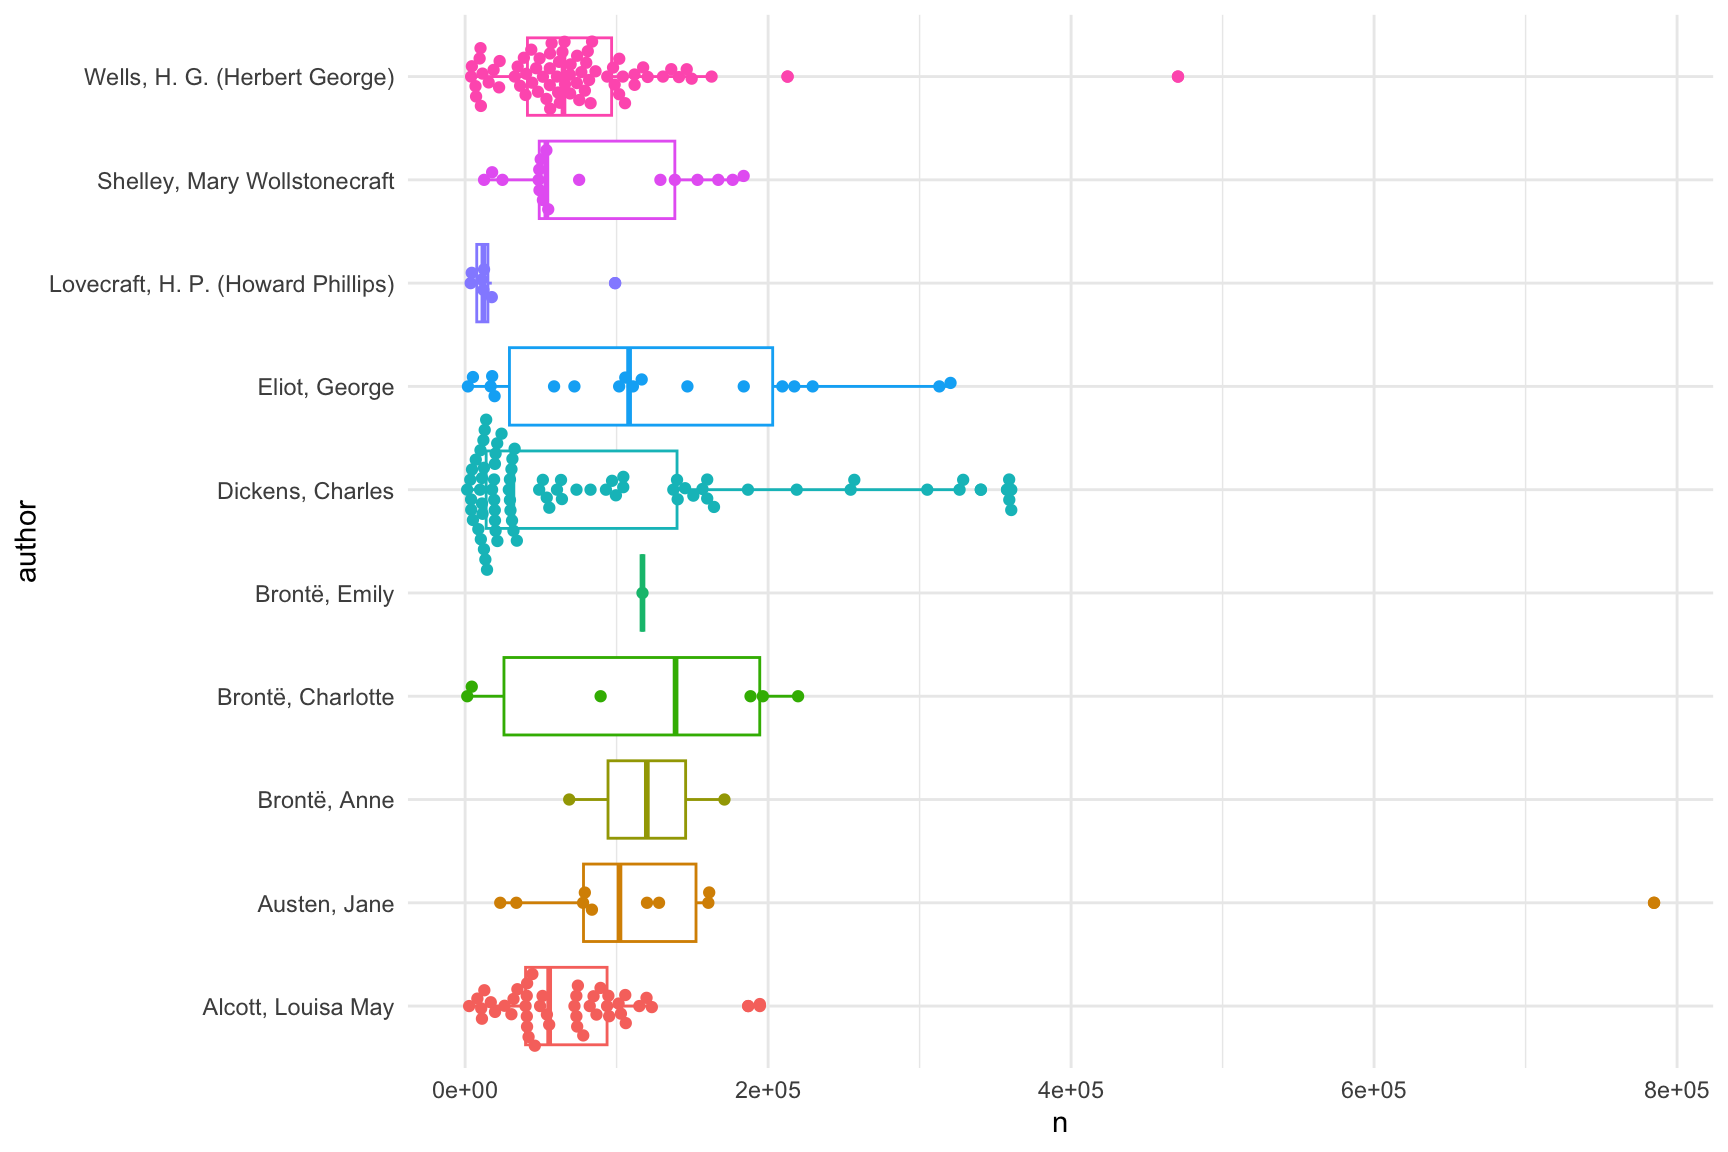 Wells, H. G. (Herbert George)
Shelley, Mary Wollstonecraft
Lovecraft, H. P. (Howard Phillips)
Eliot, George
Dickens, Charles
Brontë, Emily
Brontë, Charlotte
Brontë, Anne
Austen, Jane
Alcott, Louisa May
author
0e+00 2e+05 4e+05 6e+05 8e+05
n